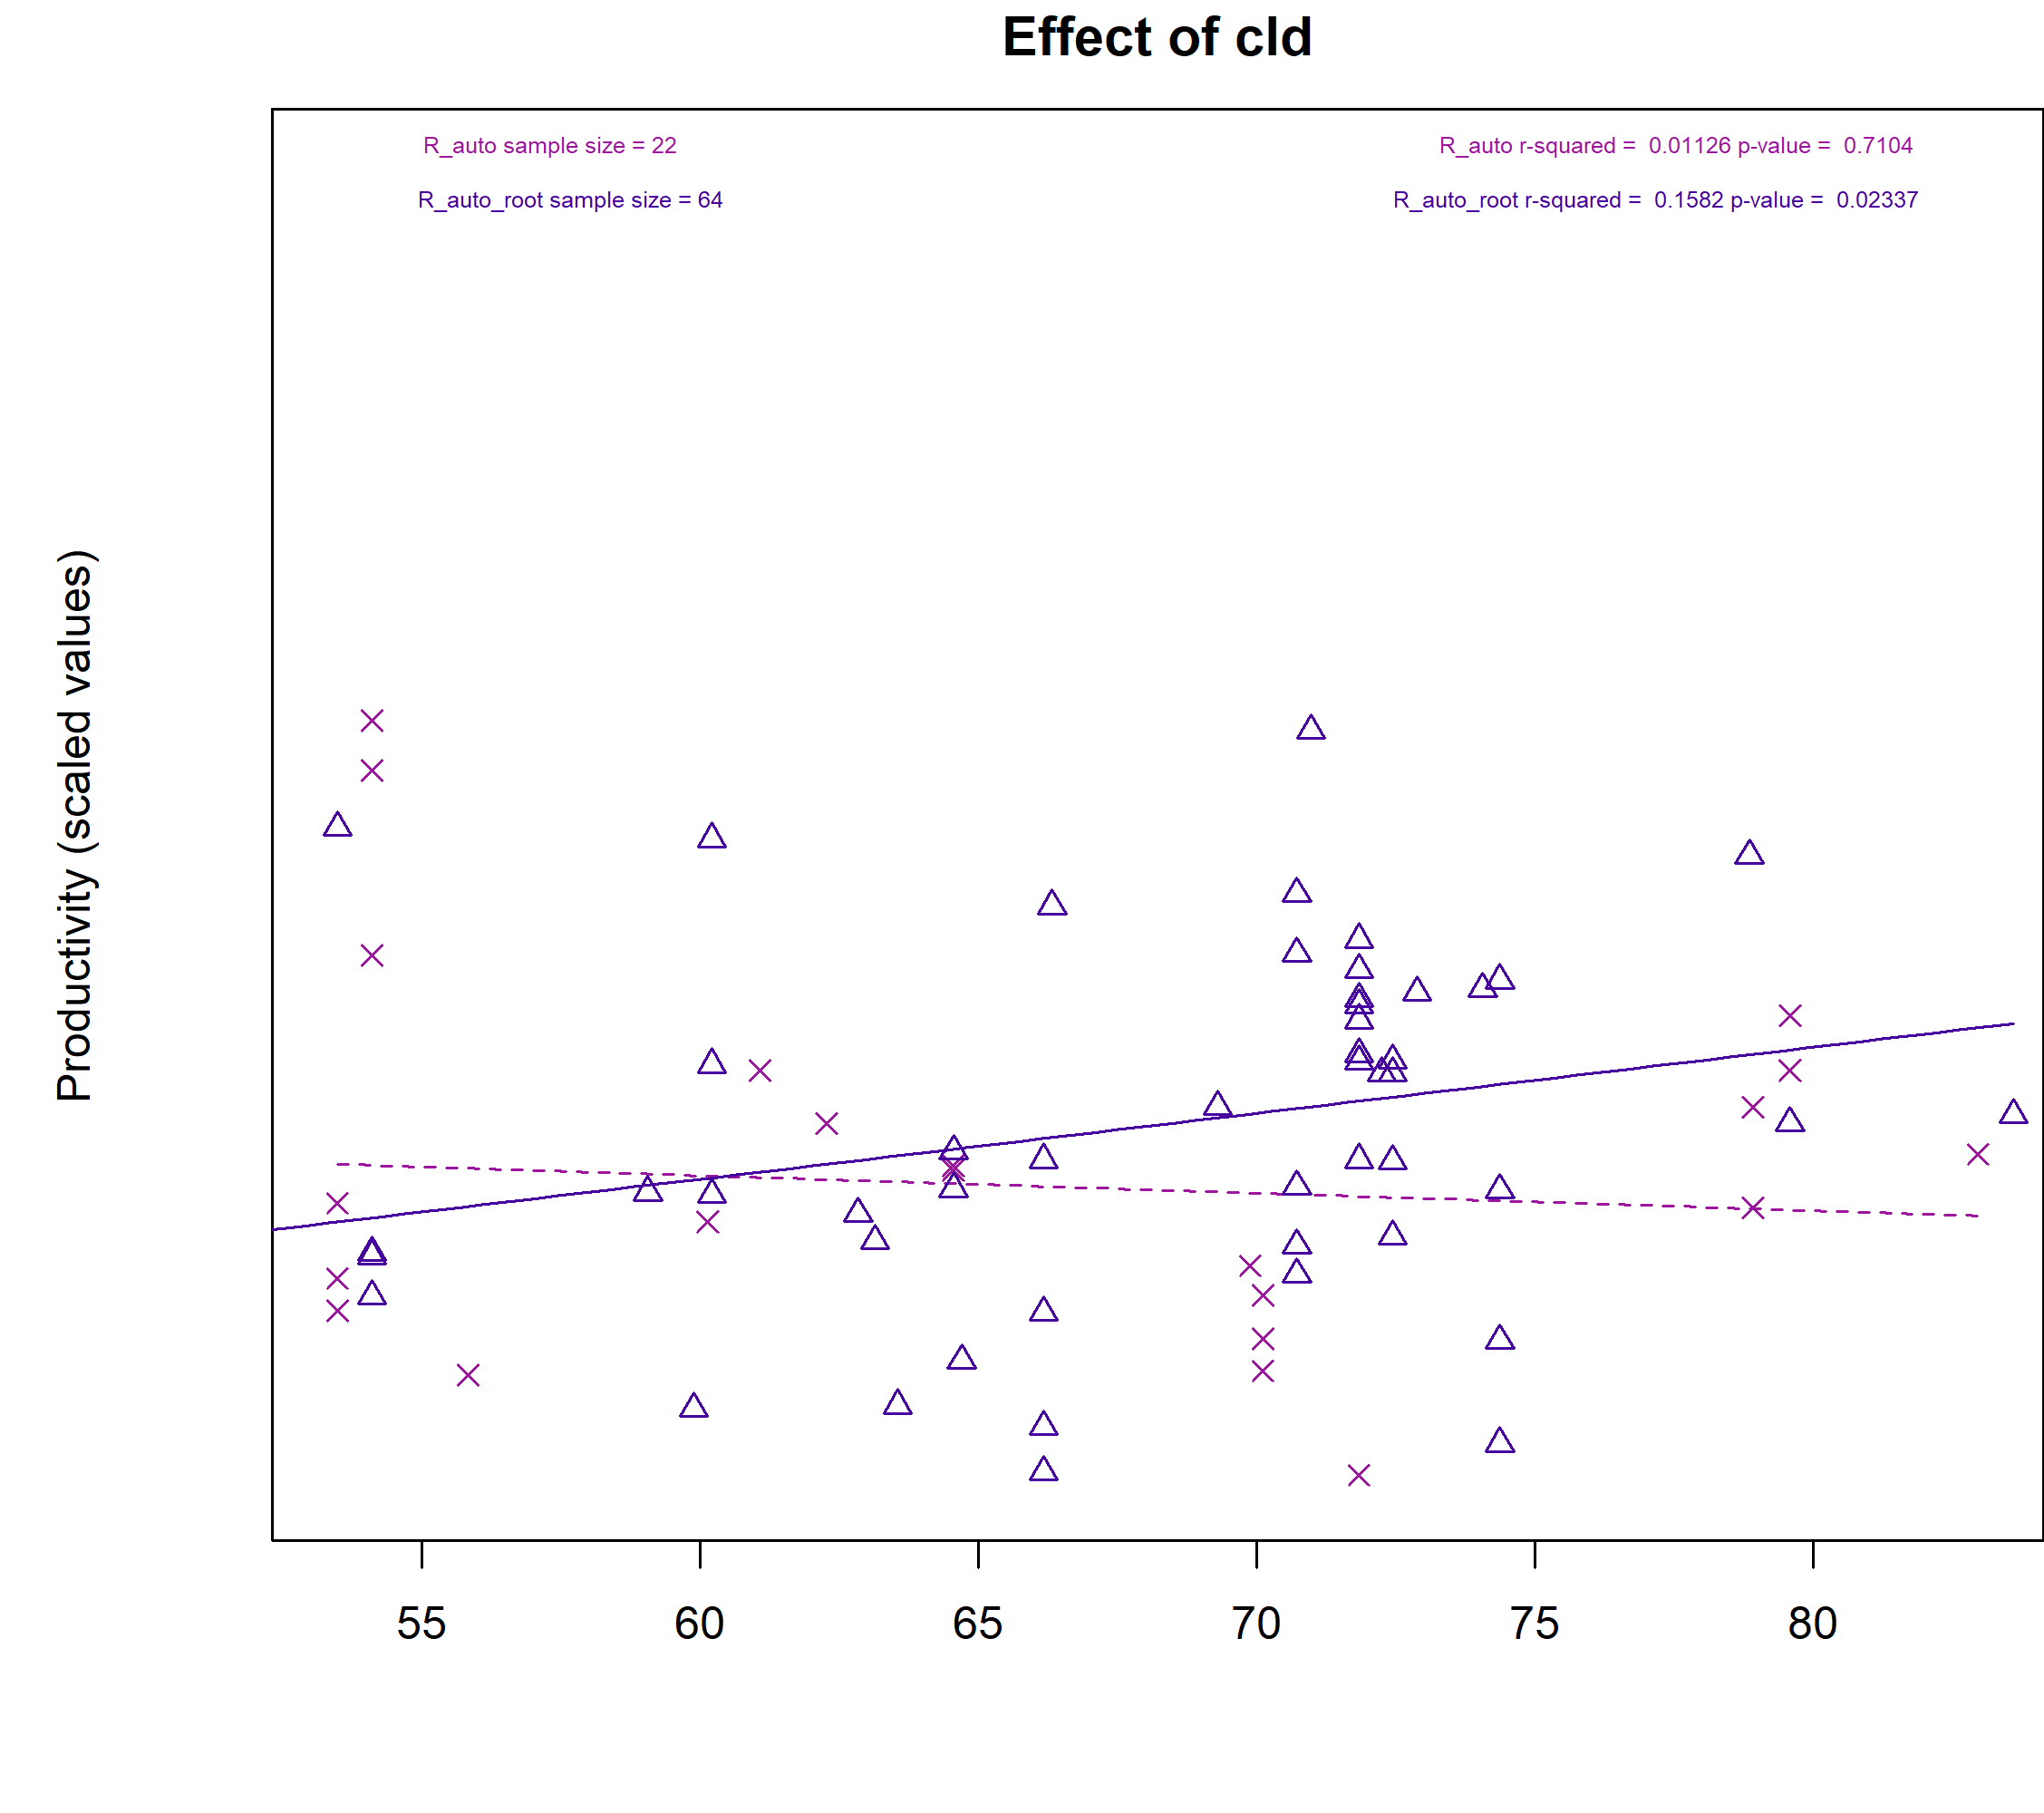 Effect of cld
R_auto sample size = 22
R_auto r-squared =  0.01126 p-value =  0.7104
R_auto_root sample size = 64
R_auto_root r-squared =  0.1582 p-value =  0.02337
Productivity (scaled values)
55 60 65 70 75 80